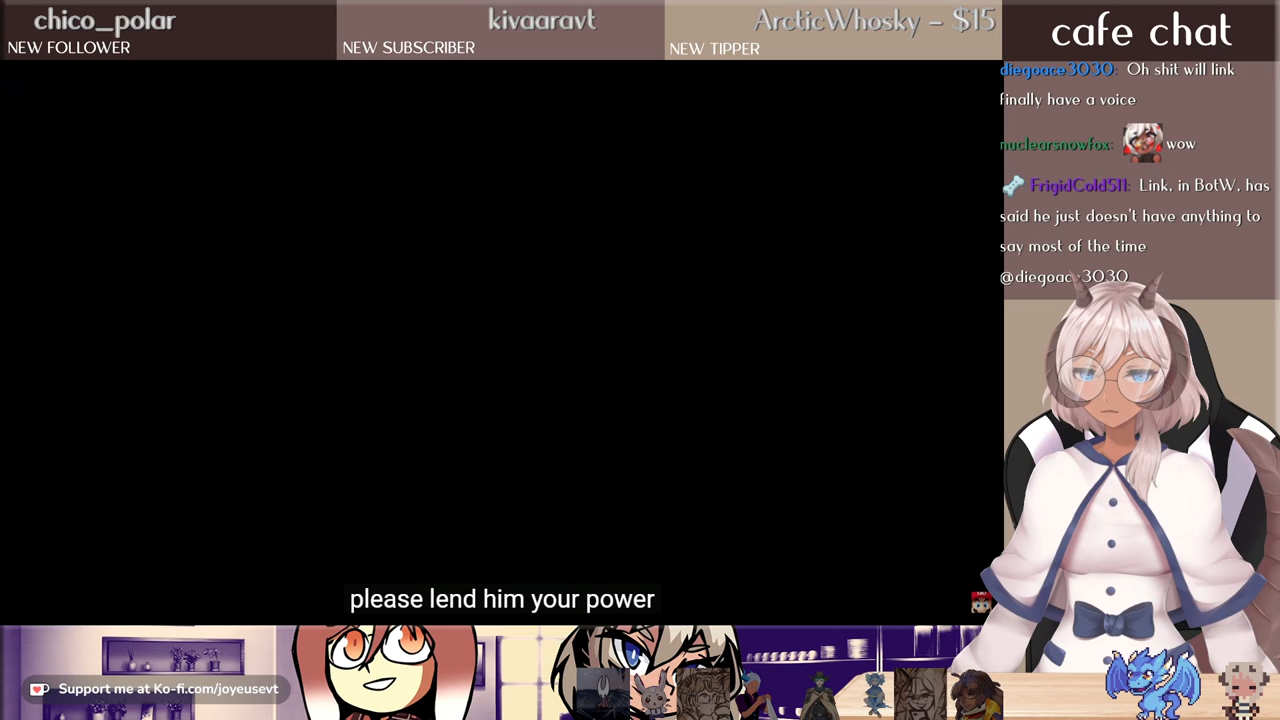 chico_polar
NEW FOLLOWER
kivaaravt
NEW SUBSCRIBER
ArcticWhosky – $15
NEW TIPPER
cafe chat
diegoace3030: Oh shit will link
finally have a voice
nuclearsnowfox: wow
FrigidCold511: Link, in BotW, has
said he just doesn't have anything to
say most of the time
@diegoace3030
please lend him your power
Support me at Ko-fi.com/joyeusevt